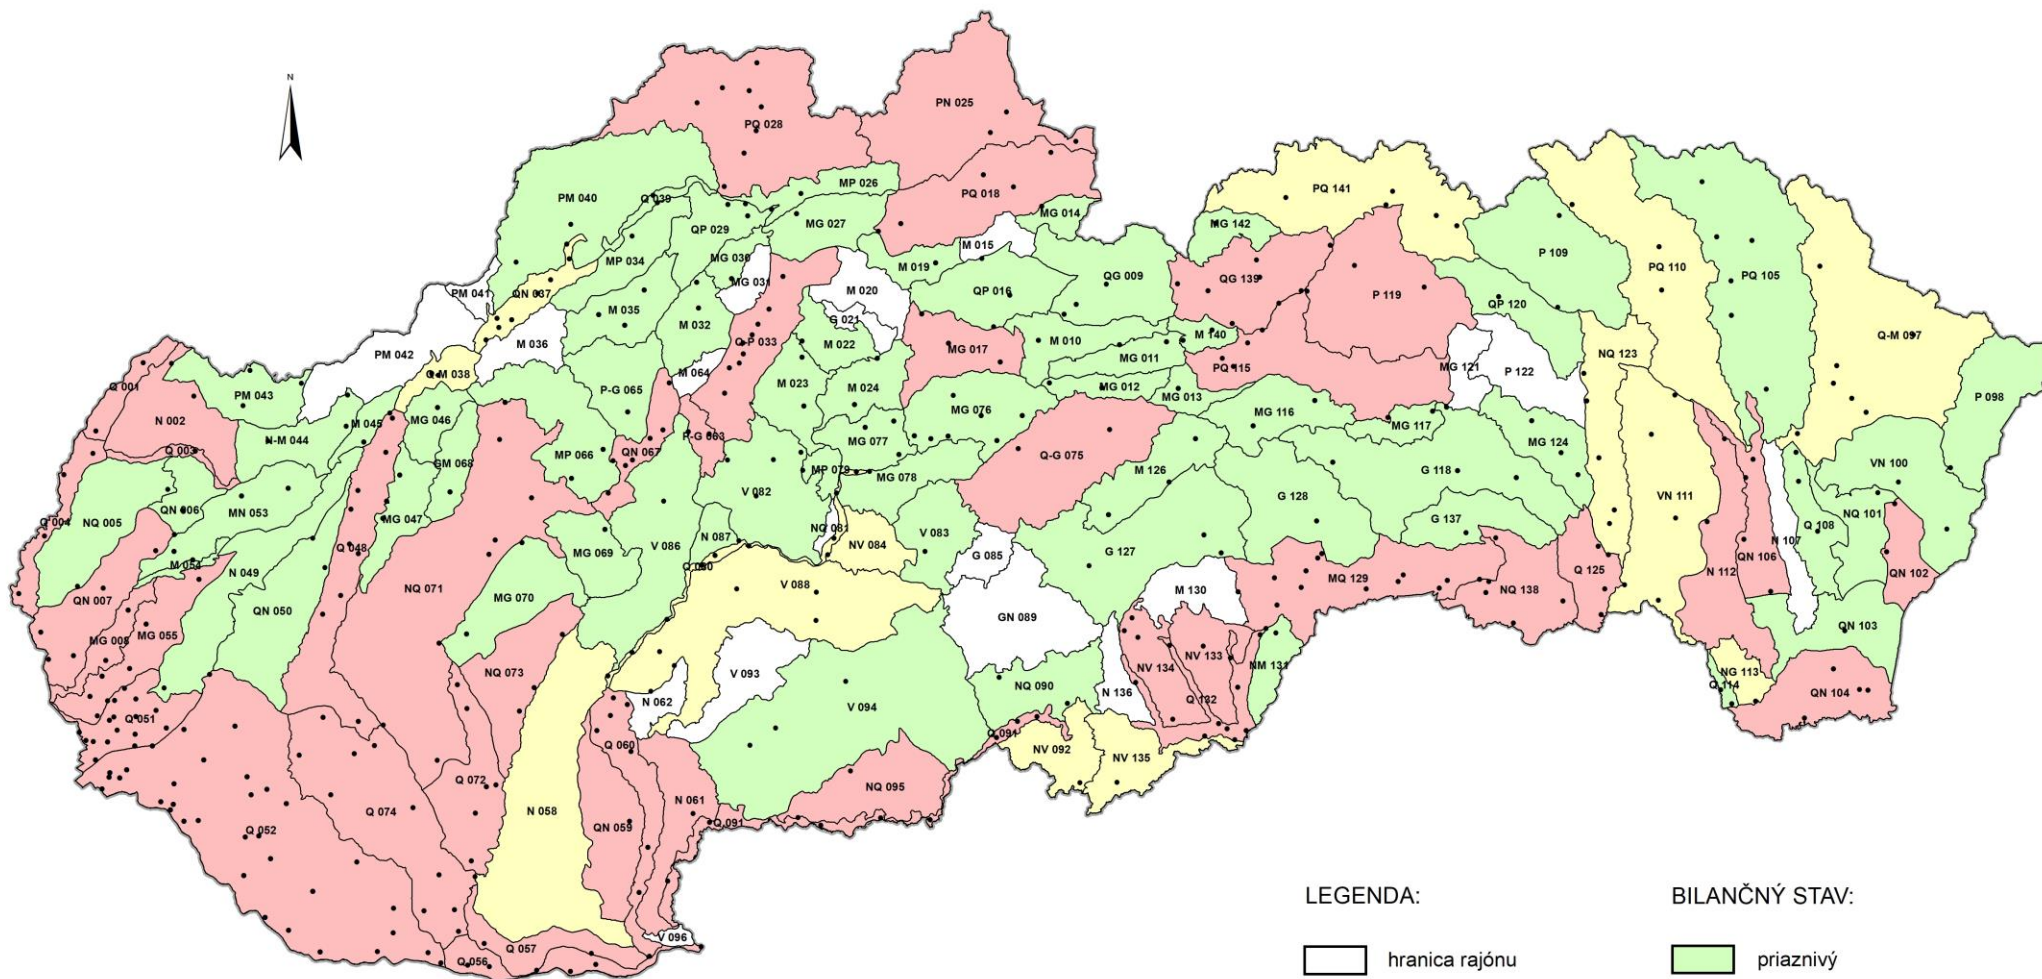 N
PN 025
PQ 028
MP 026
PQ 018
PQ 141
Q 039
PM 040
QP 029
MG 027
MG 014
MG 142
P 109
PQ 110
PQ 105
M 015
MP 034
MG 030
M 019
QG 009
QG 139
PM 041
QN 037
MG 031
M 020
QP 016
P 119
QP 120
M 035
M 032
G 021
Q-M 097
M 036
Q-P 033
M 022
MG 017
M 010
M 140
MG 011
PQ 115
NQ 123
PM 042
Q-M 038
M 064
MG 121
P 122
Q 001
PM 043
P-G 065
M 023
M 024
MG 012
MG 013
P 098
N 002
M 045
MG 046
MG 076
MG 116
MG 117
Q 003
N-M 044
P-G 063
MG 077
MG 124
QN 067
MP 066
GM 068
Q-G 075
M 126
G 118
VN 100
MP 079
MG 078
V 082
VN 111
QN 006
MN 053
NQ 005
Q 004
MG 047
G 128
G 137
NQ 101
Q 108
NQ 081
V 083
N 087
Q 048
MG 069
V 086
NV 084
G 085
G 127
N 107
QN 106
N 112
M 054
N 049
Q 080
Q 125
QN 102
V 088
MQ 129
NQ 138
M 130
NQ 071
MG 070
QN 007
QN 050
GN 089
MG 008
MG 055
QN 103
NV 133
NV 134
NM 131
NQ 073
V 093
NG 113
Q 114
QN 104
NQ 090
N 136
N 062
V 094
Q 132
Q 051
Q 091
Q 060
NV 092
NV 135
Q 072
NQ 095
N 061
Q 074
N 058
QN 059
Q 091
Q 052
V 096
Q 057
Q 056
LEGENDA:
BILANČNÝ STAV:
hranica rajónu
priaznivý